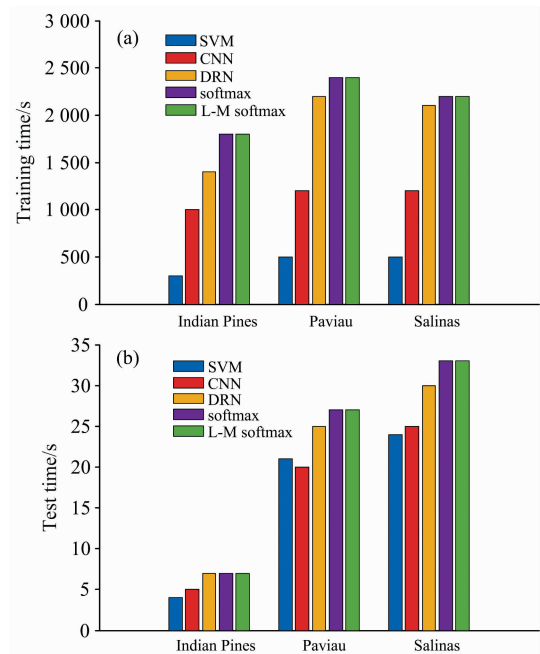 (a)
SVM
CNN
DRN
softmax
L-M softmax
Training time/s
3 000
2 500
2 000
1 500
1 000
500
0
Indian Pines Paviau Salinas
(b)
SVM
CNN
DRN
softmax
L-M softmax
Test time/s
35
30
25
20
15
10
5
0
Indian Pines Paviau Salinas